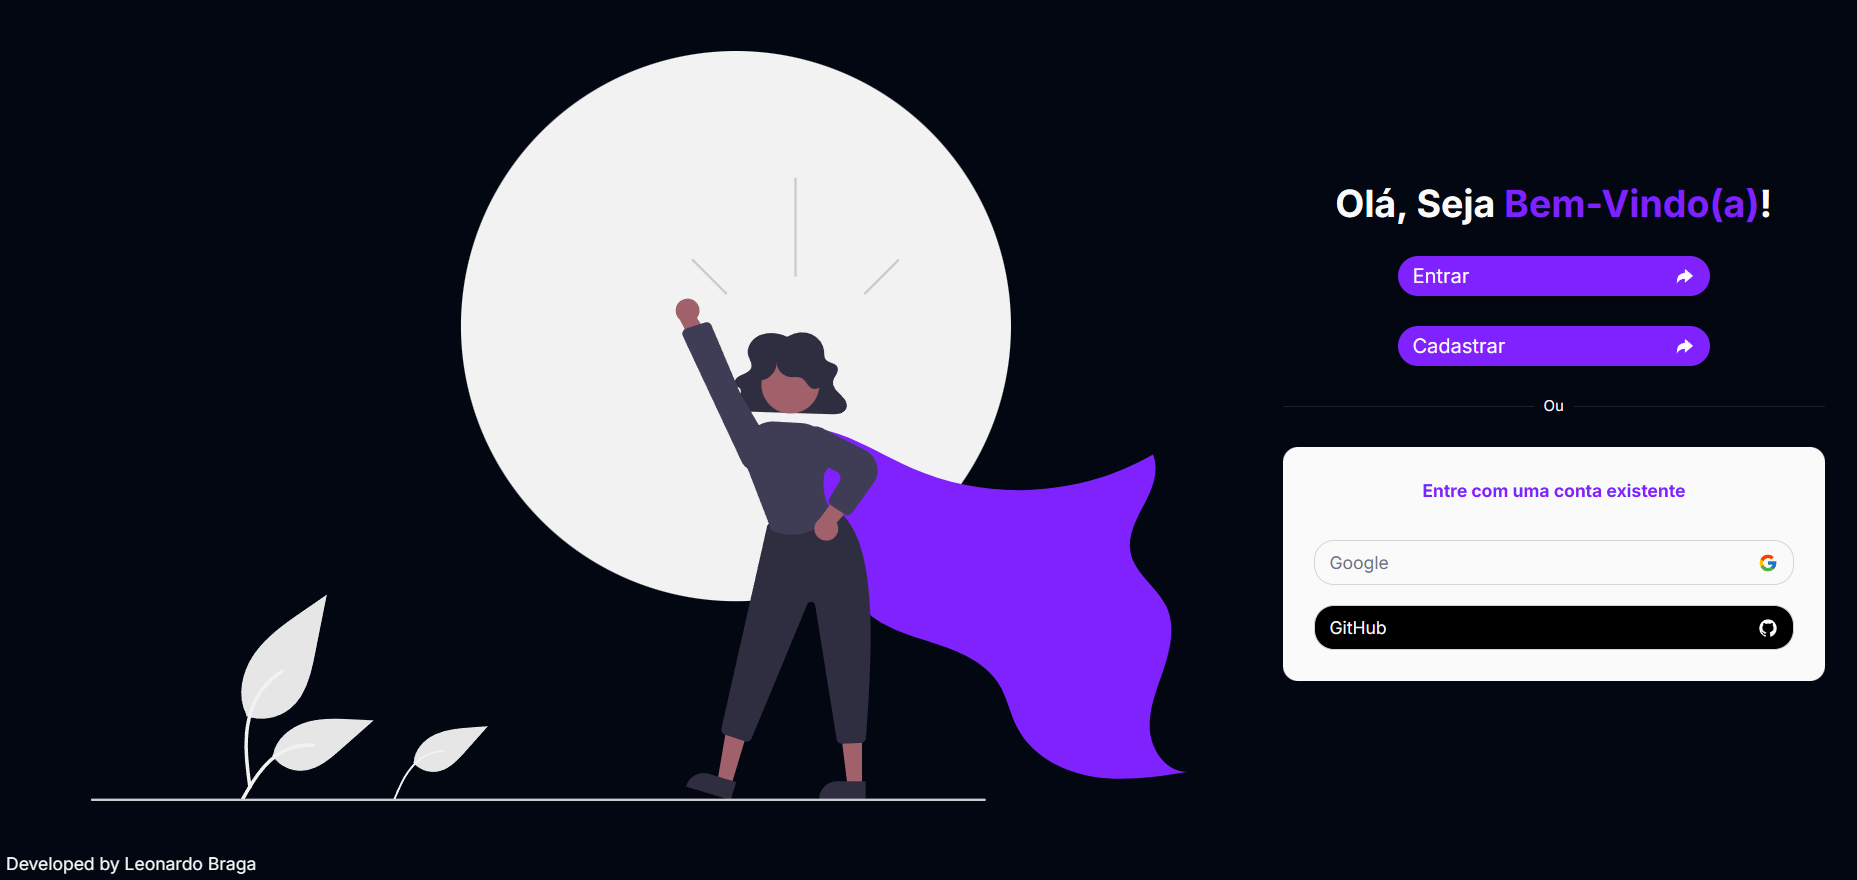 Olá, Seja Bem-Vindo(a)!
Entrar
Cadastrar
Ou
Entre com uma conta existente
Google
GitHub
Developed by Leonardo Braga